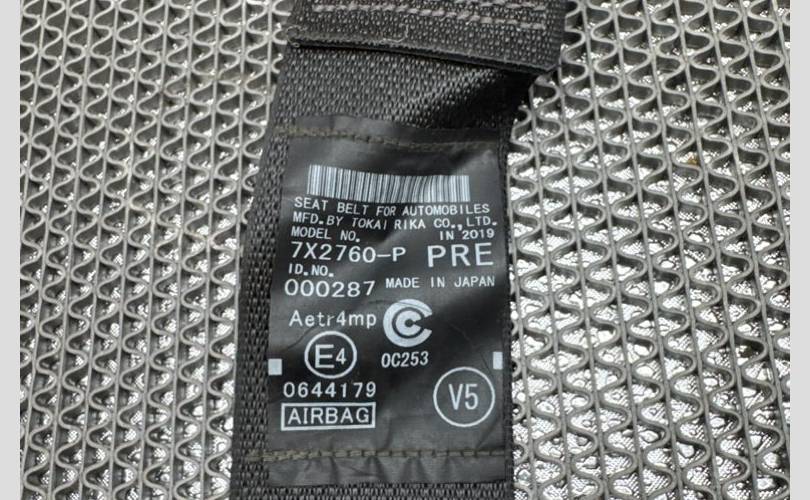 SEAT BELT FOR AUTOMOBILES
MFD. BY TOKAI RIKA CO., LTD.
MODEL NO. IN 2019
7X2760-P PRE
ID.NO.
000287 MADE IN JAPAN
Aetr4mp
E4 OC253
0644179
AIRBAG V5